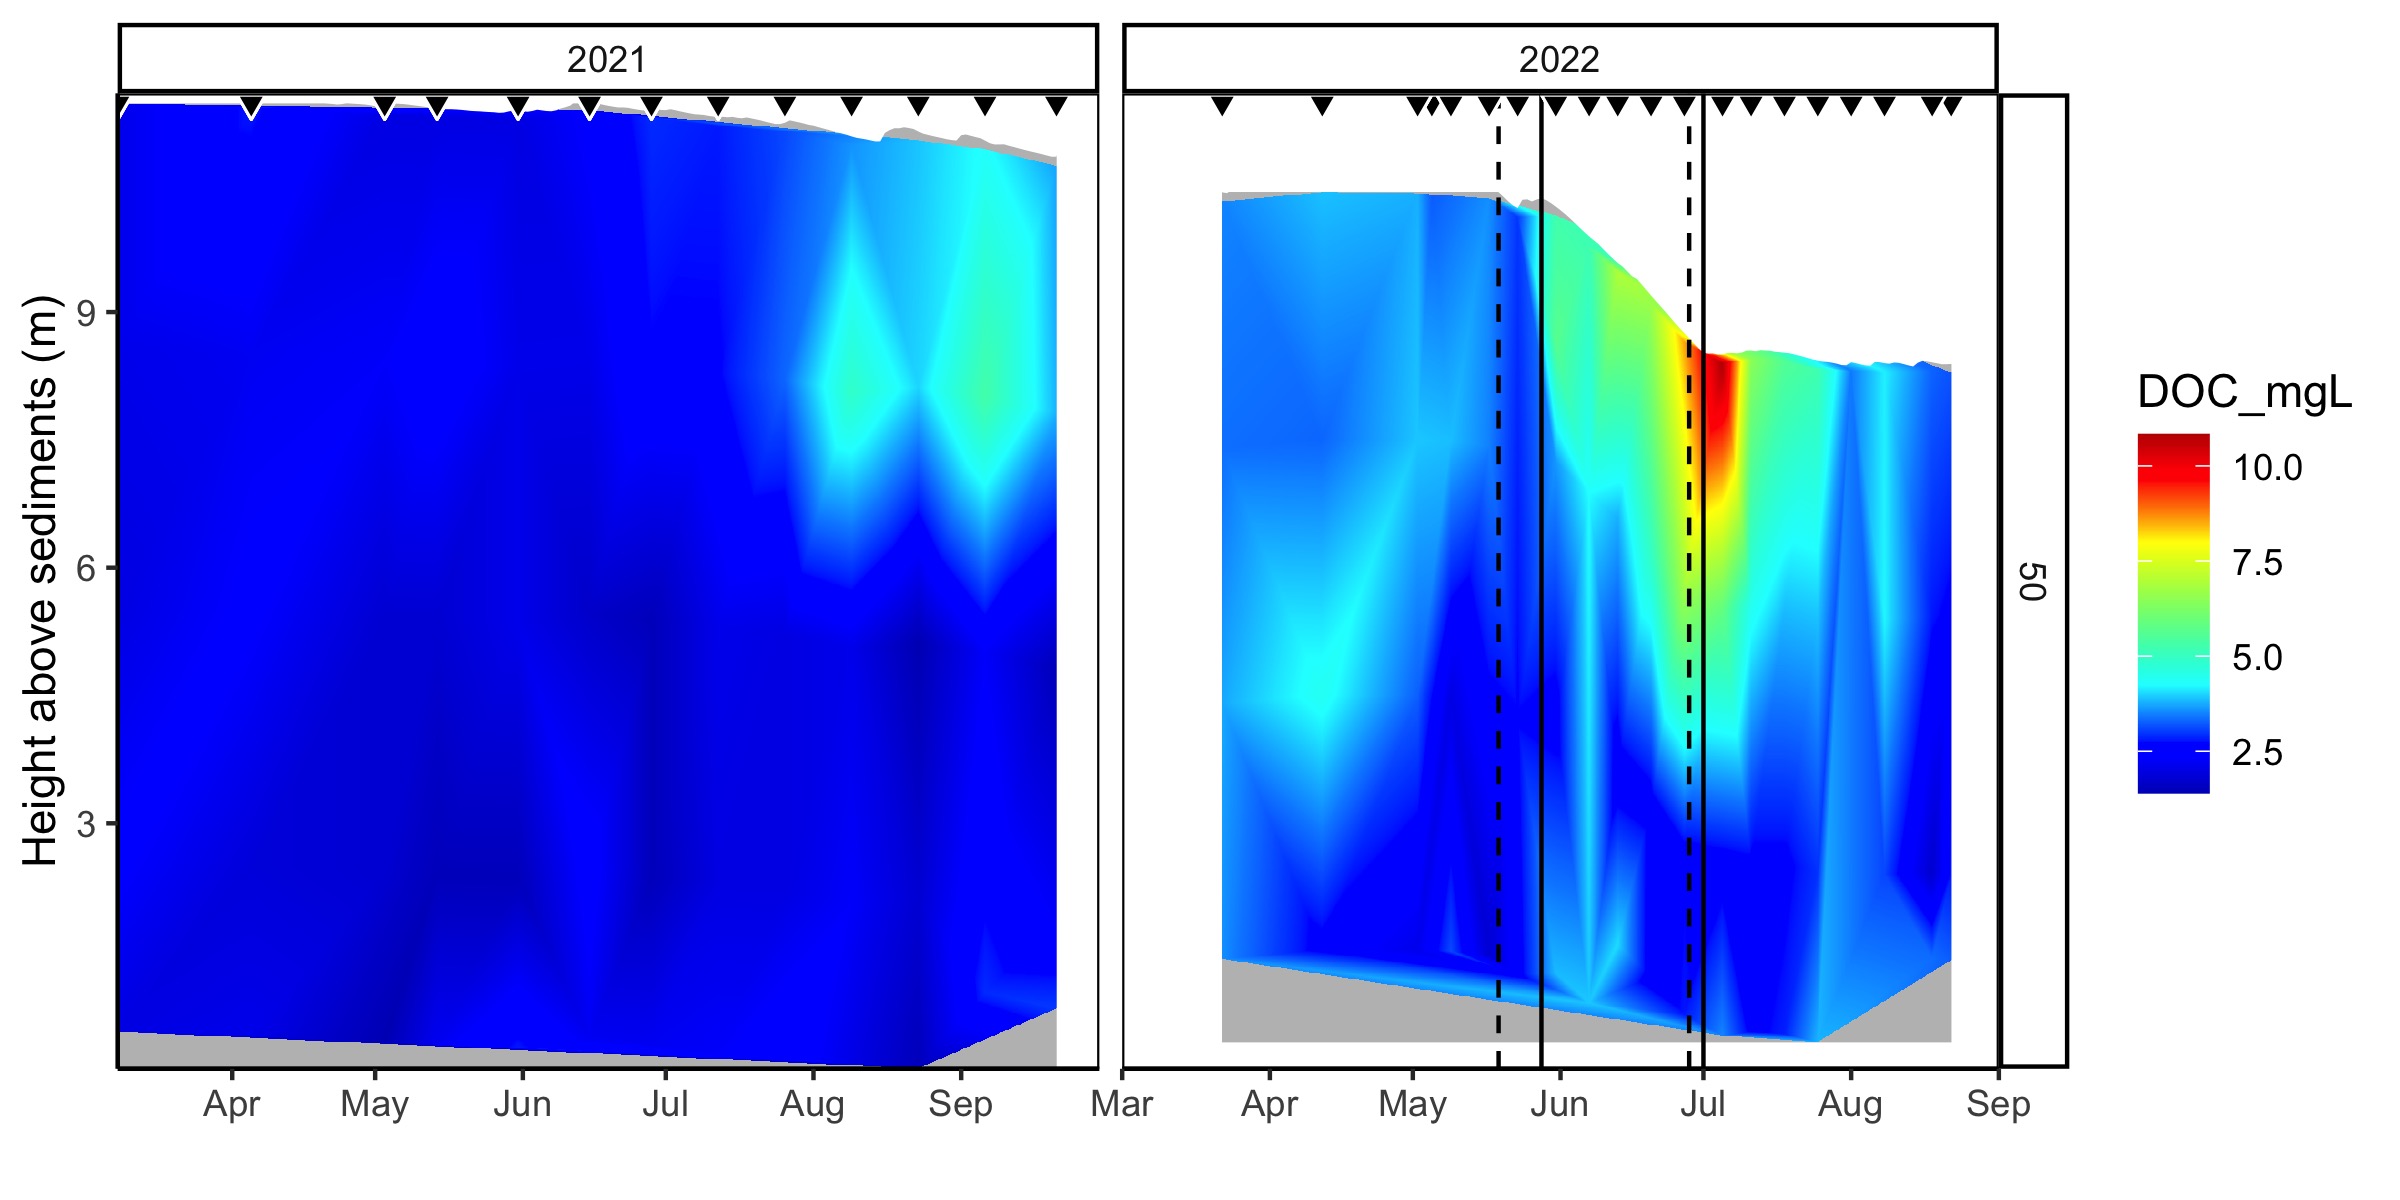 2021
2022
Height above sediments (m)
9
6
3
50
DOC_mgL
10.0
7.5
5.0
2.5
Apr May Jun Jul Aug Sep
Mar Apr May Jun Jul Aug Sep